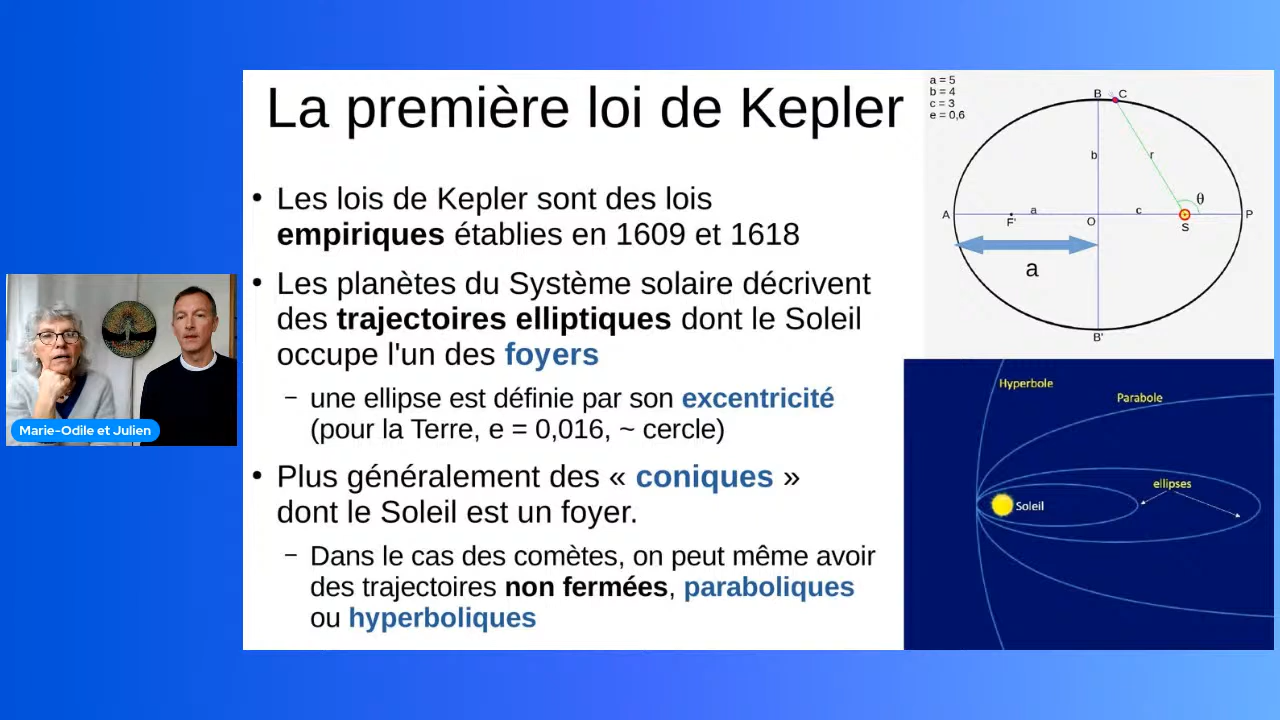 La première loi de Kepler
• Les lois de Kepler sont des lois
empiriques établies en 1609 et 1618
• Les planètes du Système solaire décrivent
des trajectoires elliptiques dont le Soleil
occupe l'un des foyers
– une ellipse est définie par son excentricité
(pour la Terre, e = 0,016, ~ cercle)
• Plus généralement des « coniques »
dont le Soleil est un foyer.
– Dans le cas des comètes, on peut même avoir
des trajectoires non fermées, paraboliques
ou hyperboliques
a = 5
b = 4
c = 3
e = 0,6
B C
b
r
θ
A
F'
a
O
c
S
P
a
B'
Hyperbole
Parabole
ellipses
Soleil
Marie-Odile et Julien